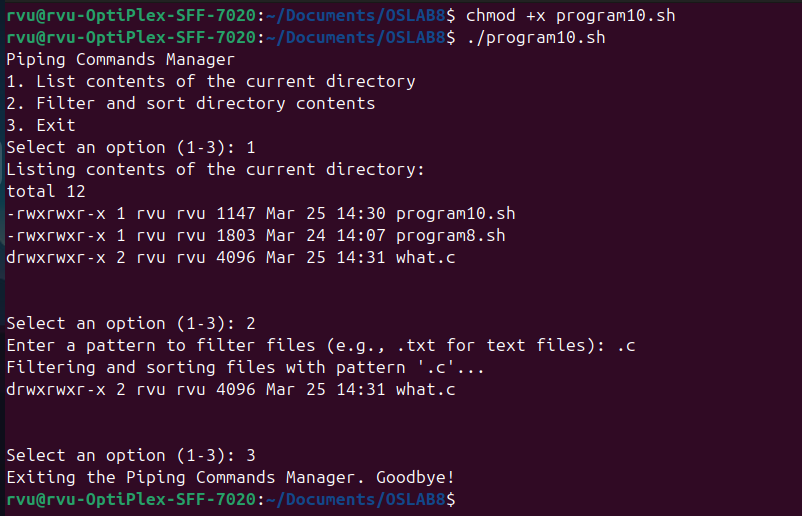 rvu@rvu-OptiPlex-SFF-7020:~/Documents/OSLAB8$ chmod +x program10.sh
rvu@rvu-OptiPlex-SFF-7020:~/Documents/OSLAB8$ ./program10.sh
Piping Commands Manager
1. List contents of the current directory
2. Filter and sort directory contents
3. Exit
Select an option (1-3): 1
Listing contents of the current directory:
total 12
-rwxrwxr-x 1 rvu rvu 1147 Mar 25 14:30 program10.sh
-rwxrwxr-x 1 rvu rvu 1803 Mar 24 14:07 program8.sh
drwxrwxr-x 2 rvu rvu 4096 Mar 25 14:31 what.c
Select an option (1-3): 2
Enter a pattern to filter files (e.g., .txt for text files): .c
Filtering and sorting files with pattern '.c'...
drwxrwxr-x 2 rvu rvu 4096 Mar 25 14:31 what.c
Select an option (1-3): 3
Exiting the Piping Commands Manager. Goodbye!
rvu@rvu-OptiPlex-SFF-7020:~/Documents/OSLAB8$